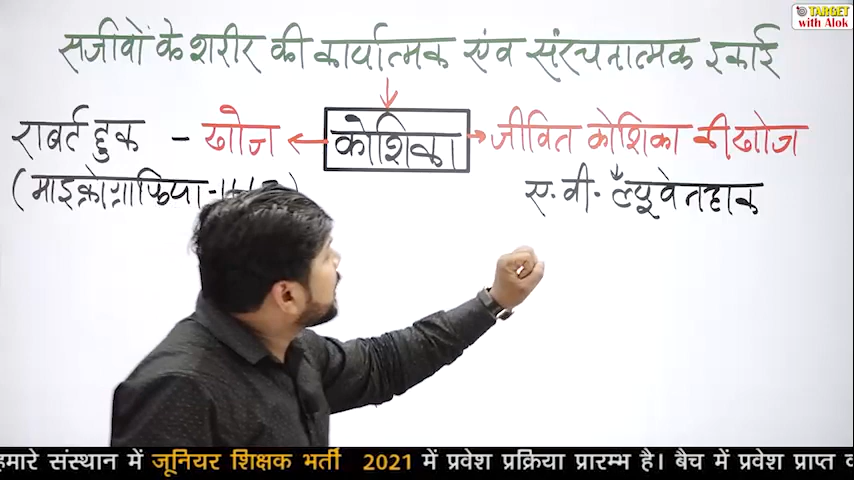 TARGET
with Alok
सजीवों के शरीर की कार्यात्मक एंव संरचनात्मक इकाई
राबर्ट हुक - खोज ← कोशिका → जीवित कोशिका की खोज
(माइक्रोग्राफिया - ए. वी. ल्यूवेनहाक
हमारे संस्थान में जूनियर शिक्षक भर्ती 2021 में प्रवेश प्रक्रिया प्रारम्भ है। बैच में प्रवेश प्राप्त